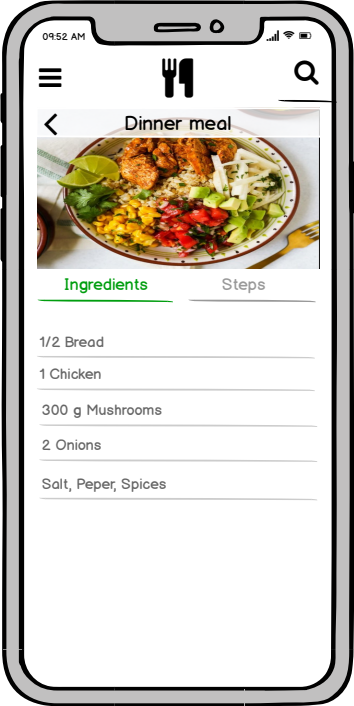 09:52 AM
Dinner meal
Ingredients
Steps
1/2 Bread
1 Chicken
300 g Mushrooms
2 Onions
Salt, Peper, Spices